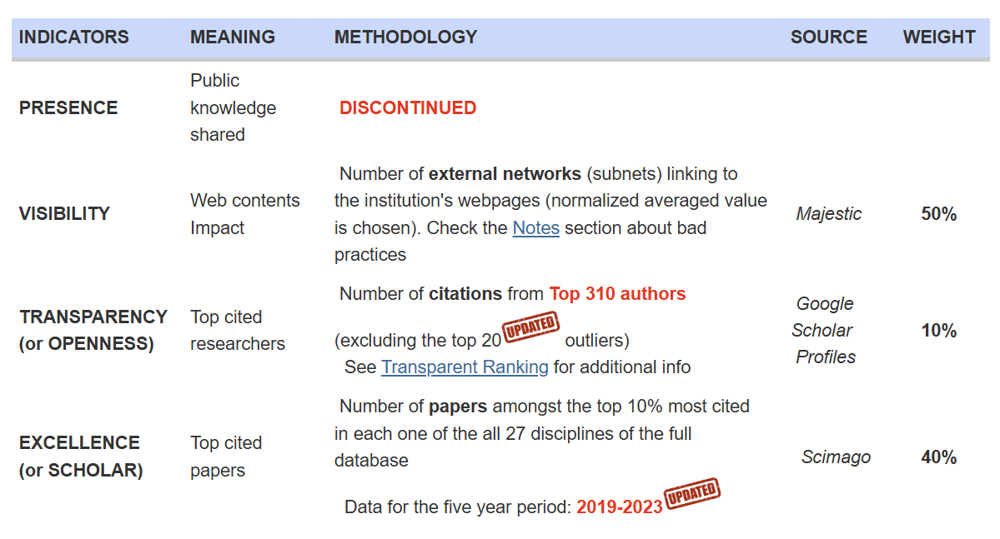 INDICATORS MEANING METHODOLOGY SOURCE WEIGHT
PRESENCE
Public
knowledge
shared
DISCONTINUED
VISIBILITY
Web contents
Impact
Number of external networks (subnets) linking to
the institution's webpages (normalized averaged value
is chosen). Check the Notes section about bad
practices
Majestic
50%
TRANSPARENCY
(or OPENNESS)
Top cited
researchers
Number of citations from Top 310 authors
(excluding the top 20 UPDATED outliers)
See Transparent Ranking for additional info
Google
Scholar
Profiles
10%
EXCELLENCE
(or SCHOLAR)
Top cited
papers
Number of papers amongst the top 10% most cited
in each one of the all 27 disciplines of the full
database
Data for the five year period: 2019-2023 UPDATED
Scimago
40%